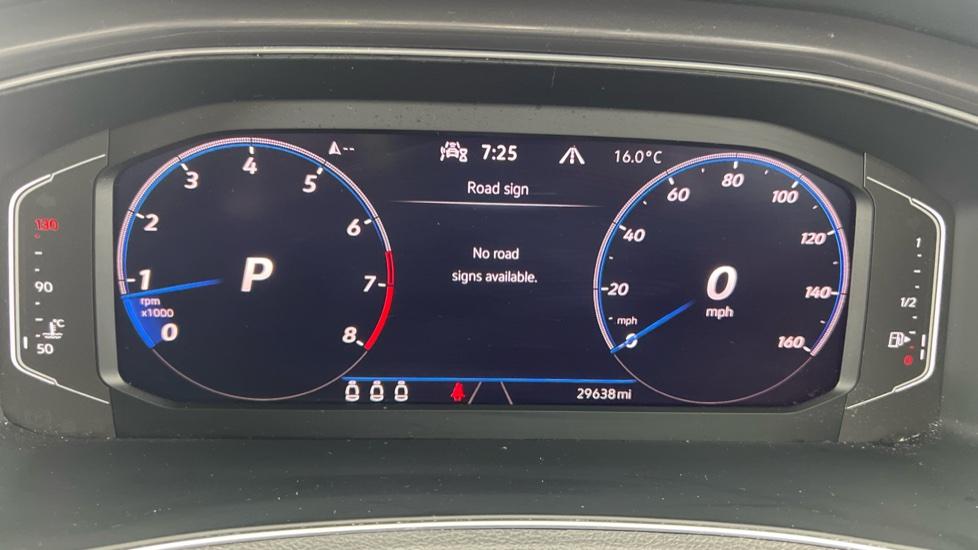 7:25
16.0°C
Road sign
No road
signs available.
0
1
2
3
4
5
6
7
8
rpm
x1000
P
--
0
20
40
60
80
100
120
140
160
mph
0
mph
29638 mi
130
90
°C
50
1
1/2
0